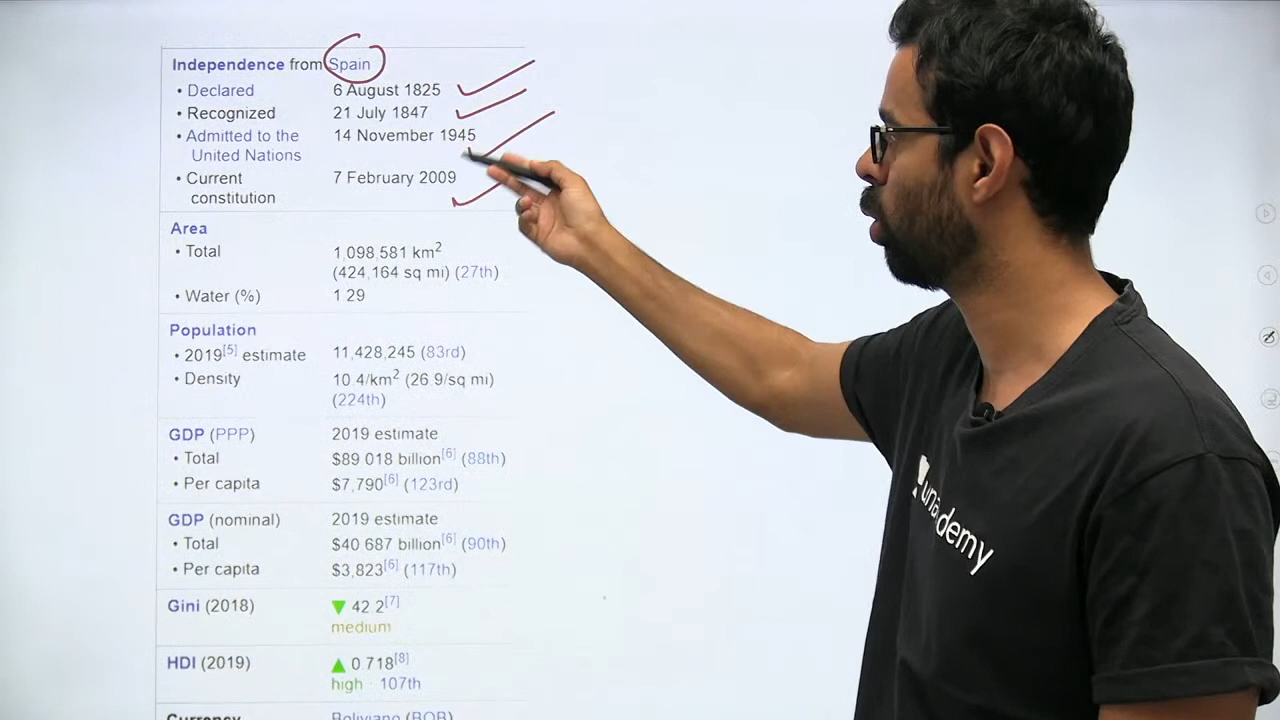 Independence from Spain
• Declared 6 August 1825
• Recognized 21 July 1847
• Admitted to the 14 November 1945
United Nations
• Current 7 February 2009
constitution
Area
• Total 1,098,581 km2
(424,164 sq mi) (27th)
• Water (%) 1 29
Population
• 2019[5] estimate 11,428,245 (83rd)
• Density 10 4/km2 (26 9/sq mi)
(224th)
GDP (PPP) 2019 estimate
• Total $89 018 billion[6] (88th)
• Per capita $7,790[6] (123rd)
GDP (nominal) 2019 estimate
• Total $40 687 billion[6] (90th)
• Per capita $3,823[6] (117th)
Gini (2018) ▼ 42 2[7]
medium
HDI (2019) ▲ 0.718[8]
high · 107th
Currency Boliviano (BOB)
unacademy